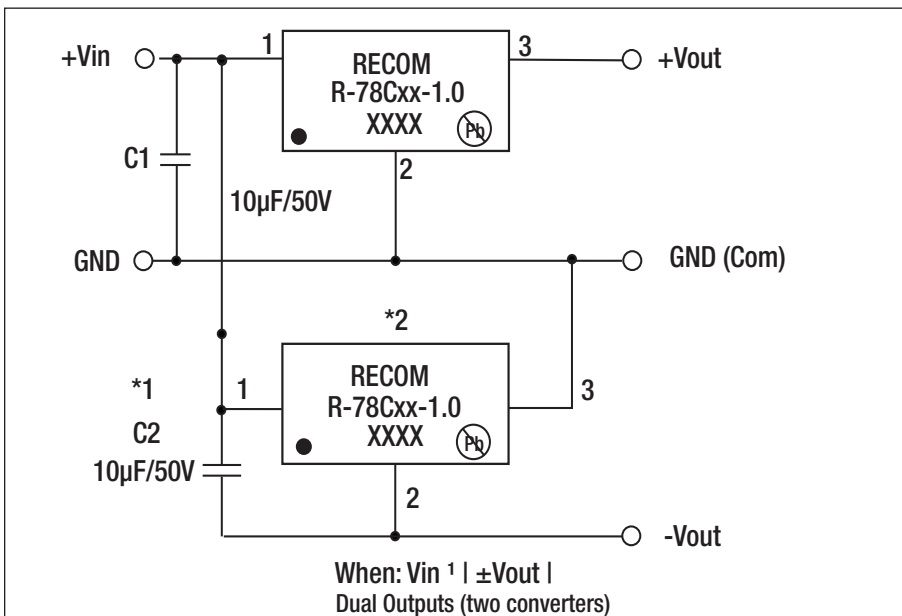 +Vin
1
RECOM
R-78Cxx-1.0
XXXX
Pb
3
+Vout
C1
2
10µF/50V
GND
GND (Com)
*2
*1
1
RECOM
R-78Cxx-1.0
XXXX
Pb
3
C2
10µF/50V
2
-Vout
When: Vin ¹ | ±Vout |
Dual Outputs (two converters)